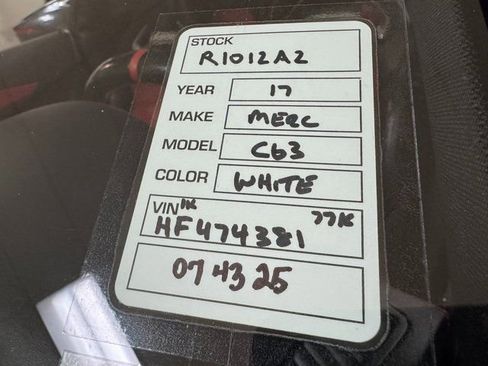 STOCK
R1012A2
YEAR 17
MAKE MERC
MODEL C63
COLOR WHITE
VIN 77K
HF474381
07 43 25